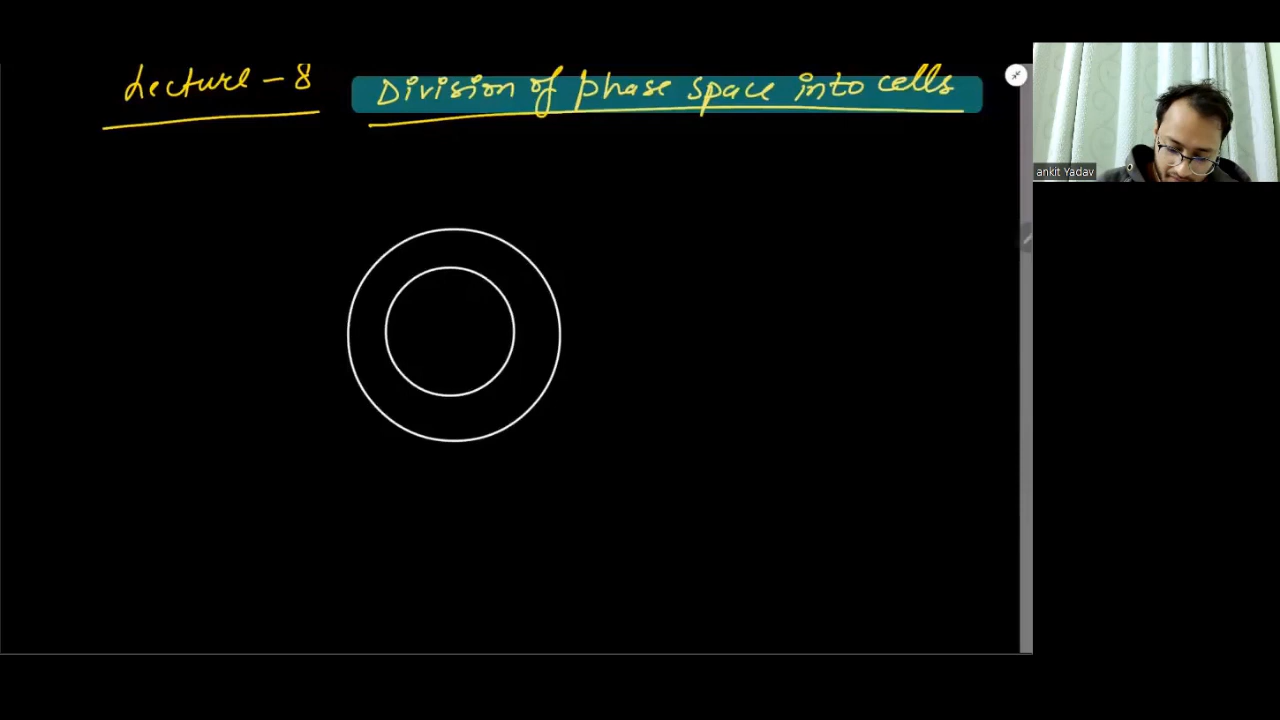 Lecture - 8 Division of phase space into cells
ankit Yadav